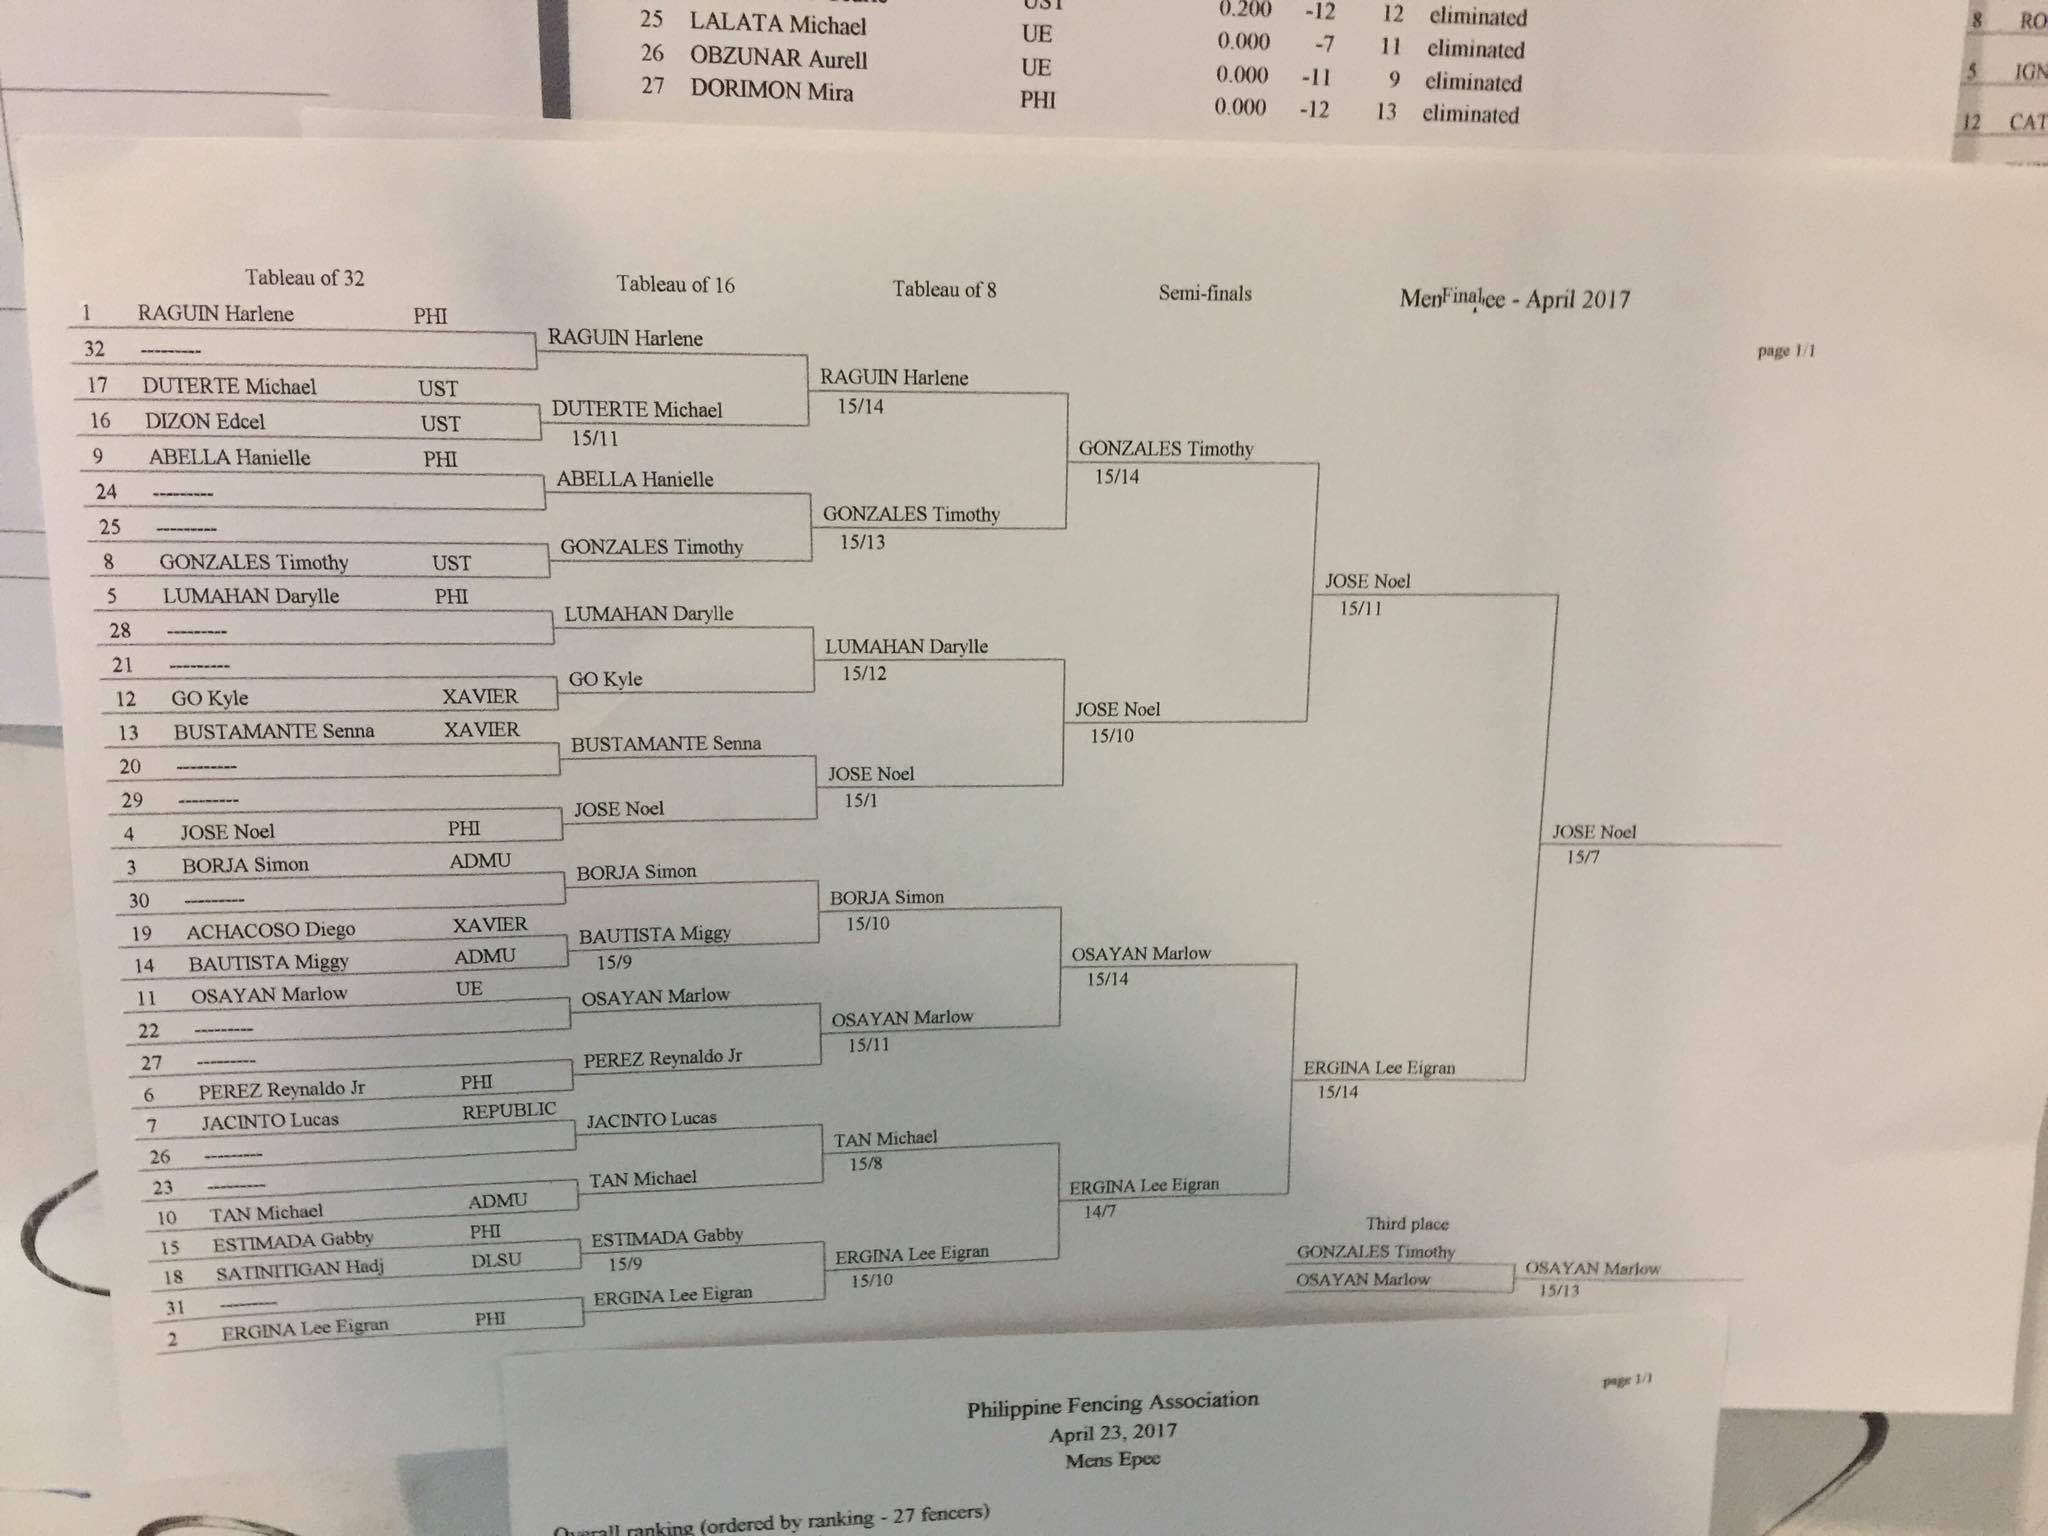 UST 0.200 -12 12 eliminated
25 LALATA Michael UE 0.000 -7 11 eliminated
26 OBZUNAR Aurell UE 0.000 -11 9 eliminated
27 DORIMON Mira PHI 0.000 -12 13 eliminated
8 RO
5 IGN
12 CAT
Tableau of 32 Tableau of 16 Tableau of 8 Semi-finals Final
Men ee - April 2017
page 1/1
1 RAGUIN Harlene PHI
32 ---------
17 DUTERTE Michael UST
16 DIZON Edcel UST
9 ABELLA Hanielle PHI
24 ---------
25 ---------
8 GONZALES Timothy UST
5 LUMAHAN Darylle PHI
28 ---------
21 ---------
12 GO Kyle XAVIER
13 BUSTAMANTE Senna XAVIER
20 ---------
29 ---------
4 JOSE Noel PHI
3 BORJA Simon ADMU
30 ---------
19 ACHACOSO Diego XAVIER
14 BAUTISTA Miggy ADMU
11 OSAYAN Marlow UE
22 ---------
27 ---------
6 PEREZ Reynaldo Jr PHI
7 JACINTO Lucas REPUBLIC
26 ---------
23 ---------
10 TAN Michael ADMU
15 ESTIMADA Gabby PHI
18 SATINITIGAN Hadj DLSU
31 ---------
2 ERGINA Lee Eigran PHI
RAGUIN Harlene
DUTERTE Michael
15/11
ABELLA Hanielle
GONZALES Timothy
LUMAHAN Darylle
GO Kyle
BUSTAMANTE Senna
JOSE Noel
BORJA Simon
BAUTISTA Miggy
15/9
OSAYAN Marlow
PEREZ Reynaldo Jr
JACINTO Lucas
TAN Michael
ESTIMADA Gabby
15/9
ERGINA Lee Eigran
RAGUIN Harlene
15/14
GONZALES Timothy
15/13
LUMAHAN Darylle
15/12
JOSE Noel
15/1
BORJA Simon
15/10
OSAYAN Marlow
15/11
TAN Michael
15/8
ERGINA Lee Eigran
15/10
GONZALES Timothy
15/14
JOSE Noel
15/10
OSAYAN Marlow
15/14
ERGINA Lee Eigran
14/7
JOSE Noel
15/11
ERGINA Lee Eigran
15/14
JOSE Noel
15/7
Third place
GONZALES Timothy
OSAYAN Marlow
OSAYAN Marlow
15/13
page 1/1
Philippine Fencing Association
April 23, 2017
Mens Epee
Overall ranking (ordered by ranking - 27 fencers)